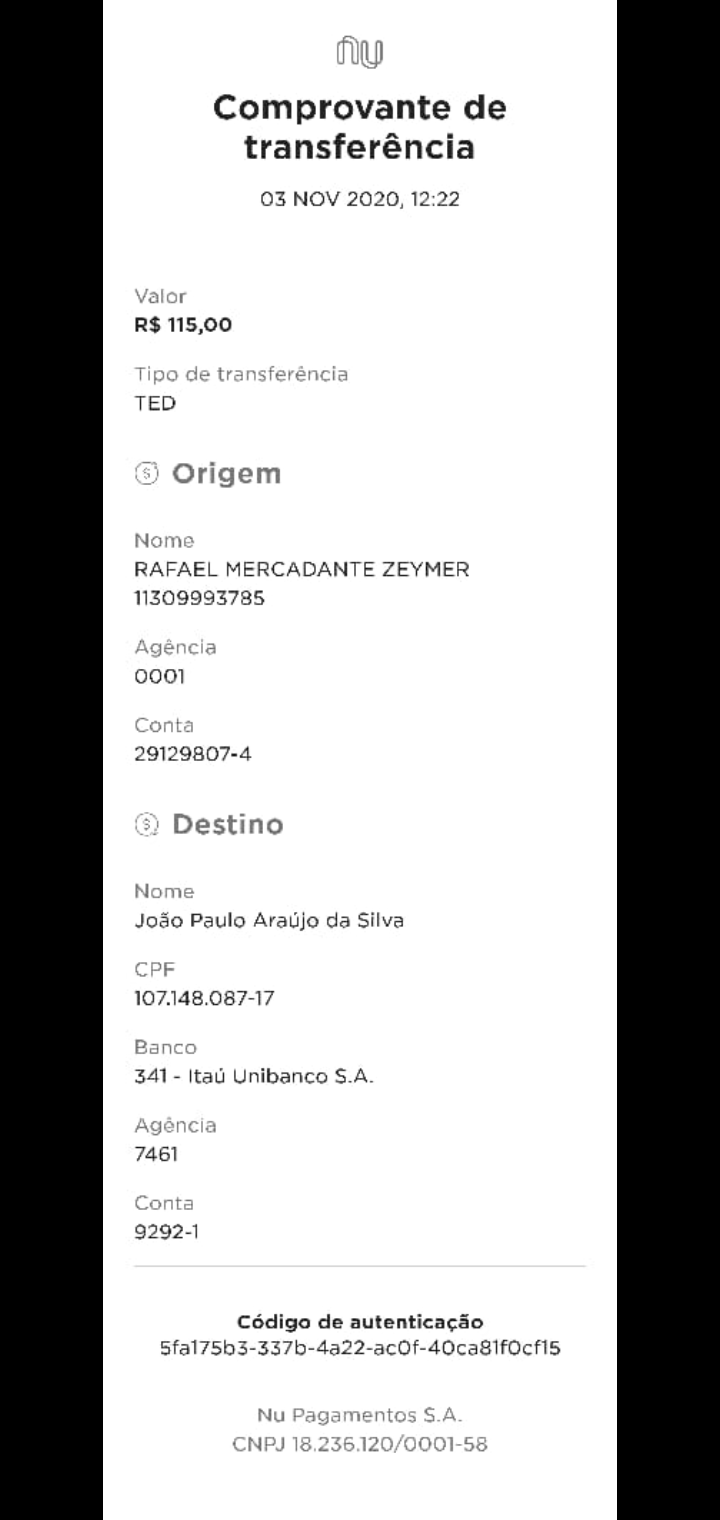 nu
Comprovante de
transferência
03 NOV 2020, 12:22
Valor
R$ 115,00
Tipo de transferência
TED
Origem
Nome
RAFAEL MERCADANTE ZEYMER
11309993785
Agência
0001
Conta
29129807-4
Destino
Nome
João Paulo Araújo da Silva
CPF
107.148.087-17
Banco
341 - Itaú Unibanco S.A.
Agência
7461
Conta
9292-1
Código de autenticação
5fa175b3-337b-4a22-ac0f-40ca81f0cf15
Nu Pagamentos S.A.
CNPJ 18.236.120/0001-58